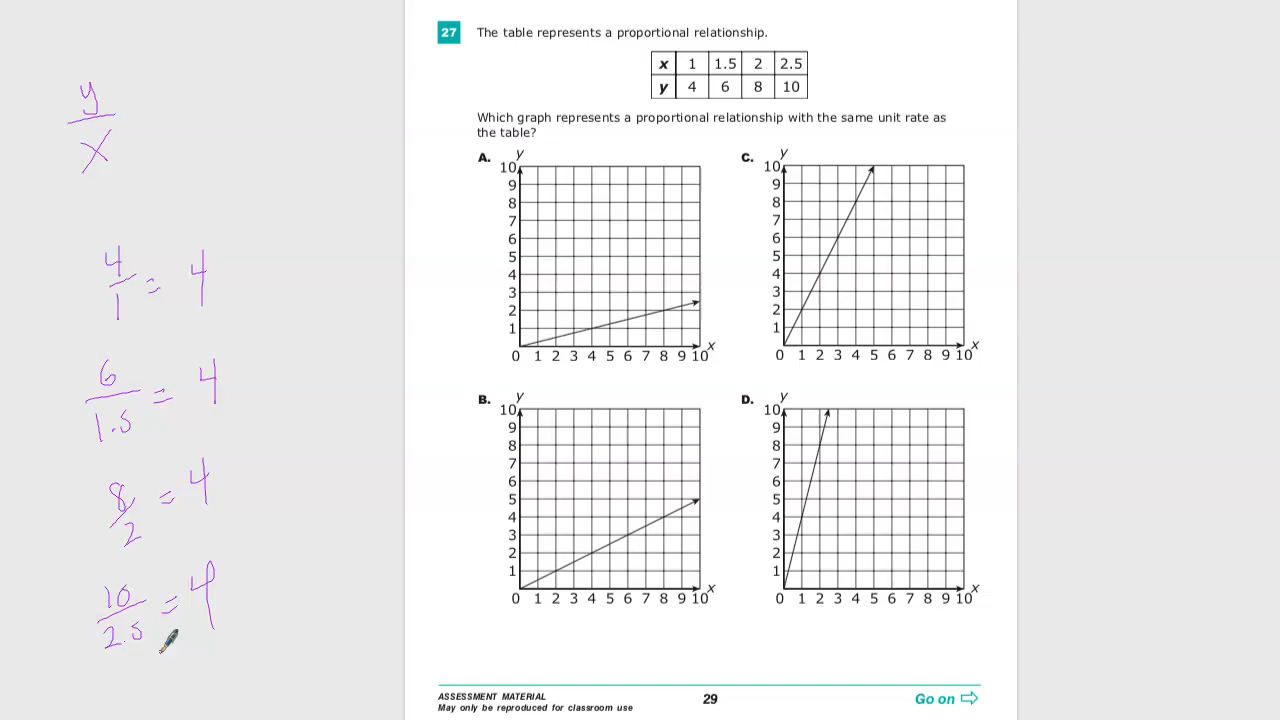 y
x
4/1 = 4
6/1.5 = 4
8/2 = 4
10/2.5 = 4
27 The table represents a proportional relationship.
x 1 1.5 2 2.5
y 4 6 8 10
Which graph represents a proportional relationship with the same unit rate as
the table?
A.
y
10
9
8
7
6
5
4
3
2
1
0 1 2 3 4 5 6 7 8 9 10 x
B.
y
10
9
8
7
6
5
4
3
2
1
0 1 2 3 4 5 6 7 8 9 10 x
C.
y
10
9
8
7
6
5
4
3
2
1
0 1 2 3 4 5 6 7 8 9 10 x
D.
y
10
9
8
7
6
5
4
3
2
1
0 1 2 3 4 5 6 7 8 9 10 x
ASSESSMENT MATERIAL
May only be reproduced for classroom use
29
Go on